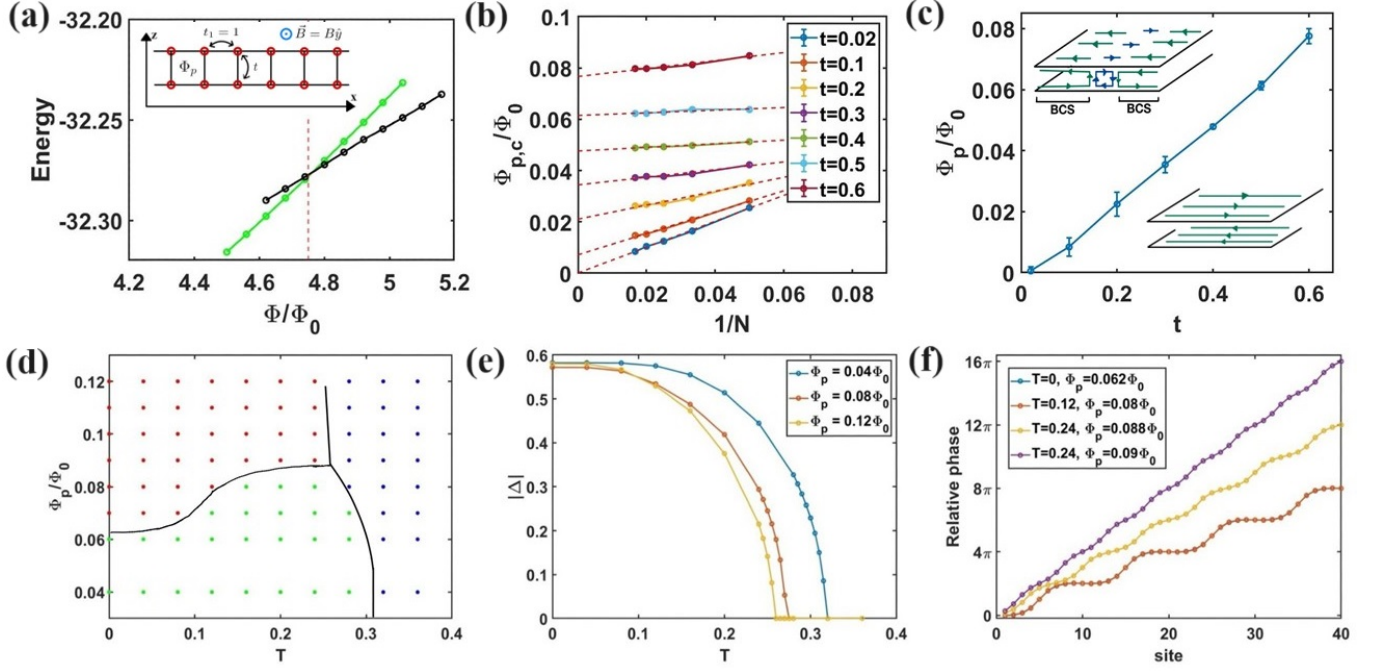 (a)
-32.20
-32.25
-32.30
Energy
z
t₁ = 1
B⃗ = Bŷ
Φₚ
t
x
4.2 4.4 4.6 4.8 5 5.2
Φ/Φ₀
(b)
0.08
0.06
0.04
0.02
0
Φₚ,c/Φ₀
t=0.02
t=0.1
t=0.2
t=0.3
t=0.4
t=0.5
t=0.6
0 0.02 0.04 0.06 0.08
1/N
(c)
0.08
0.06
0.04
0.02
0
Φₚ/Φ₀
BCS BCS
0 0.2 0.4 0.6
t
(d)
0.12
0.1
0.08
0.06
0.04
Φₚ/Φ₀
0 0.1 0.2 0.3 0.4
T
(e)
0.6
0.5
0.4
0.3
0.2
0.1
0
|Δ|
Φₚ = 0.04Φ₀
Φₚ = 0.08Φ₀
Φₚ = 0.12Φ₀
0 0.1 0.2 0.3 0.4
T
(f)
16π
12π
8π
4π
0
Relative phase
T=0, Φₚ=0.062Φ₀
T=0.12, Φₚ=0.08Φ₀
T=0.24, Φₚ=0.088Φ₀
T=0.24, Φₚ=0.09Φ₀
0 10 20 30 40
site